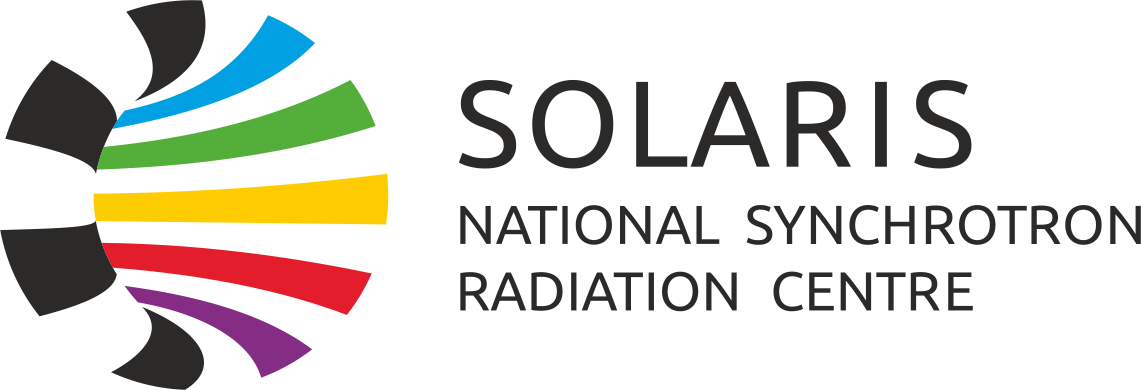 SOLARIS
NATIONAL SYNCHROTRON
RADIATION CENTRE